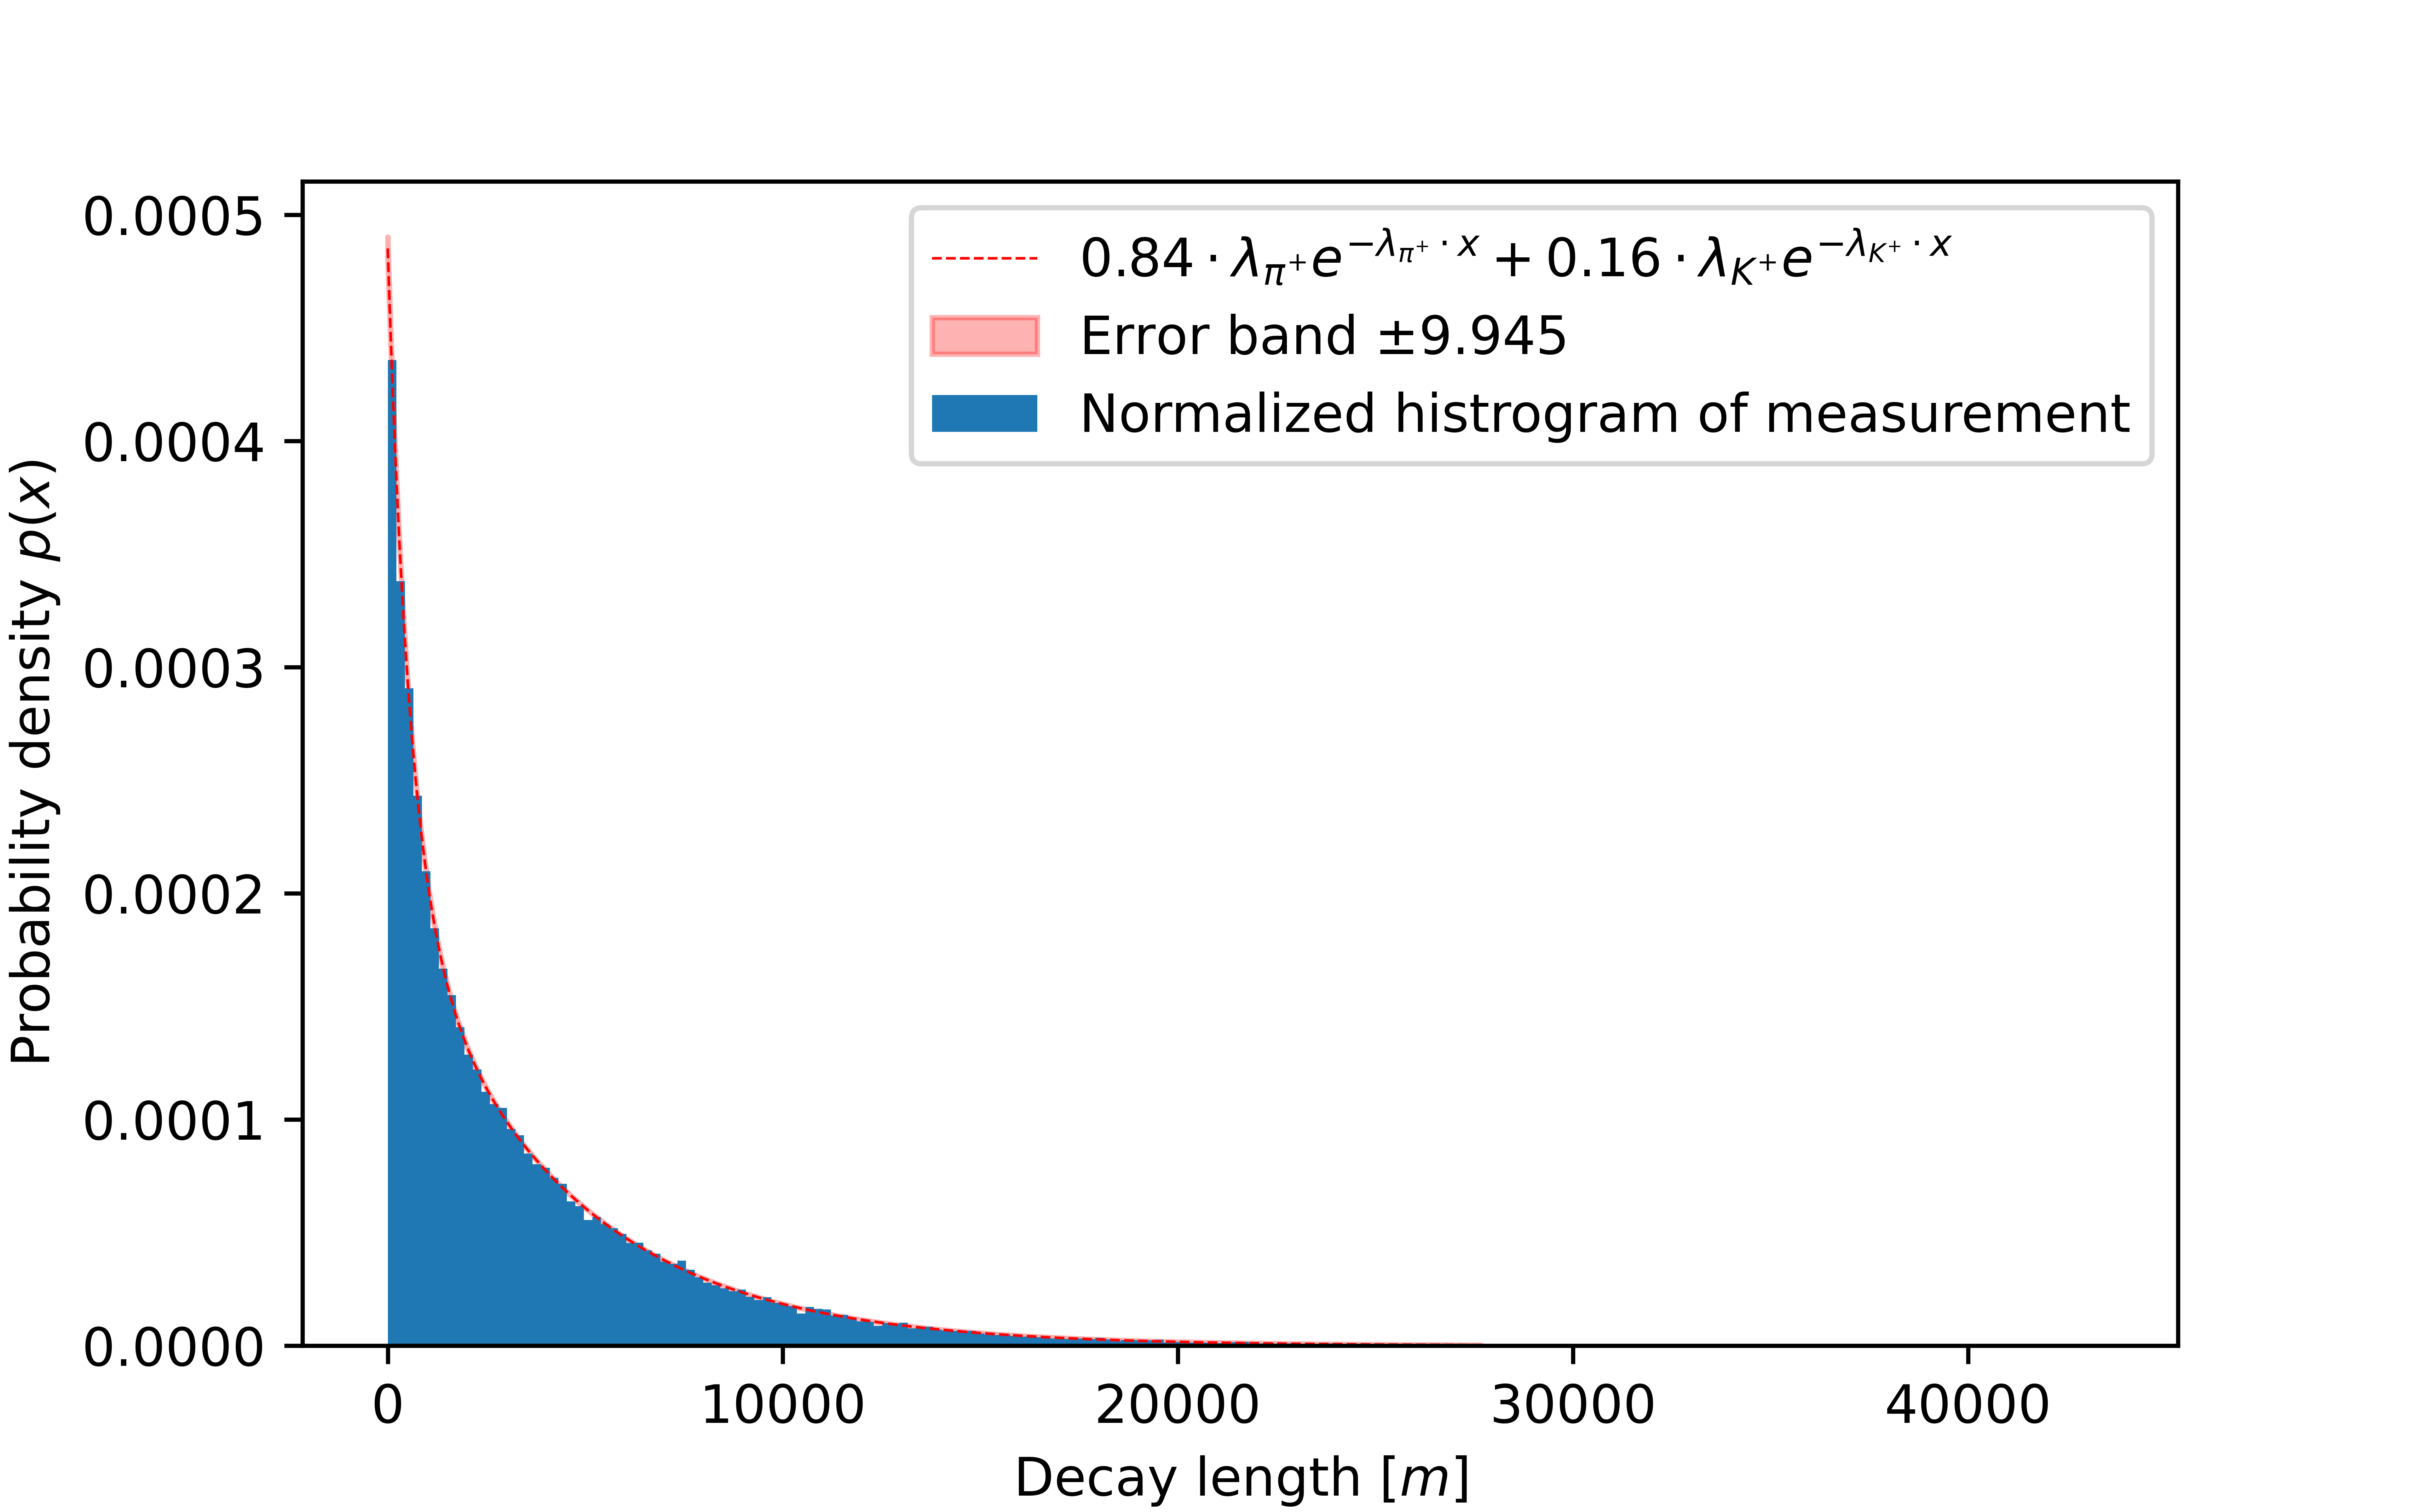 0.0005
0.0004
0.0003
0.0002
0.0001
0.0000
Probability density p(x)
0.84 · λ_{π⁺}e^{−λ_{π⁺} · x} + 0.16 · λ_{K⁺}e^{−λ_{K⁺} · x}
Error band ±9.945
Normalized histrogram of measurement
0 10000 20000 30000 40000
Decay length [m]